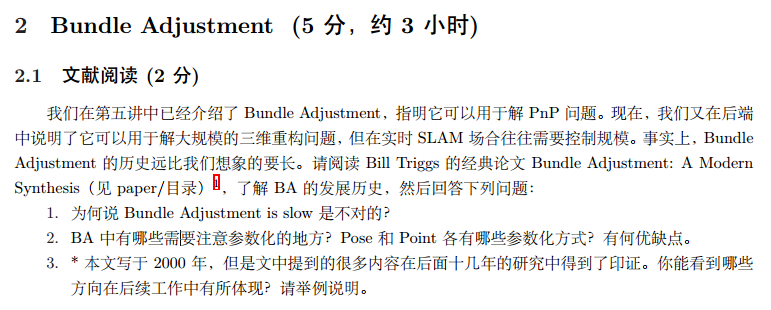 2 Bundle Adjustment (5 分，约 3 小时)
2.1 文献阅读 (2 分)
我们在第五讲中已经介绍了 Bundle Adjustment，指明它可以用于解 PnP 问题。现在，我们又在后端
中说明了它可以用于解大规模的三维重构问题，但在实时 SLAM 场合往往需要控制规模。事实上，Bundle
Adjustment 的历史远比我们想象的要长。请阅读 Bill Triggs 的经典论文 Bundle Adjustment: A Modern
Synthesis（见 paper/目录）1，了解 BA 的发展历史，然后回答下列问题：
1. 为何说 Bundle Adjustment is slow 是不对的？
2. BA 中有哪些需要注意参数化的地方？Pose 和 Point 各有哪些参数化方式？有何优缺点。
3. * 本文写于 2000 年，但是文中提到的很多内容在后面十几年的研究中得到了印证。你能看到哪些
方向在后续工作中有所体现？请举例说明。